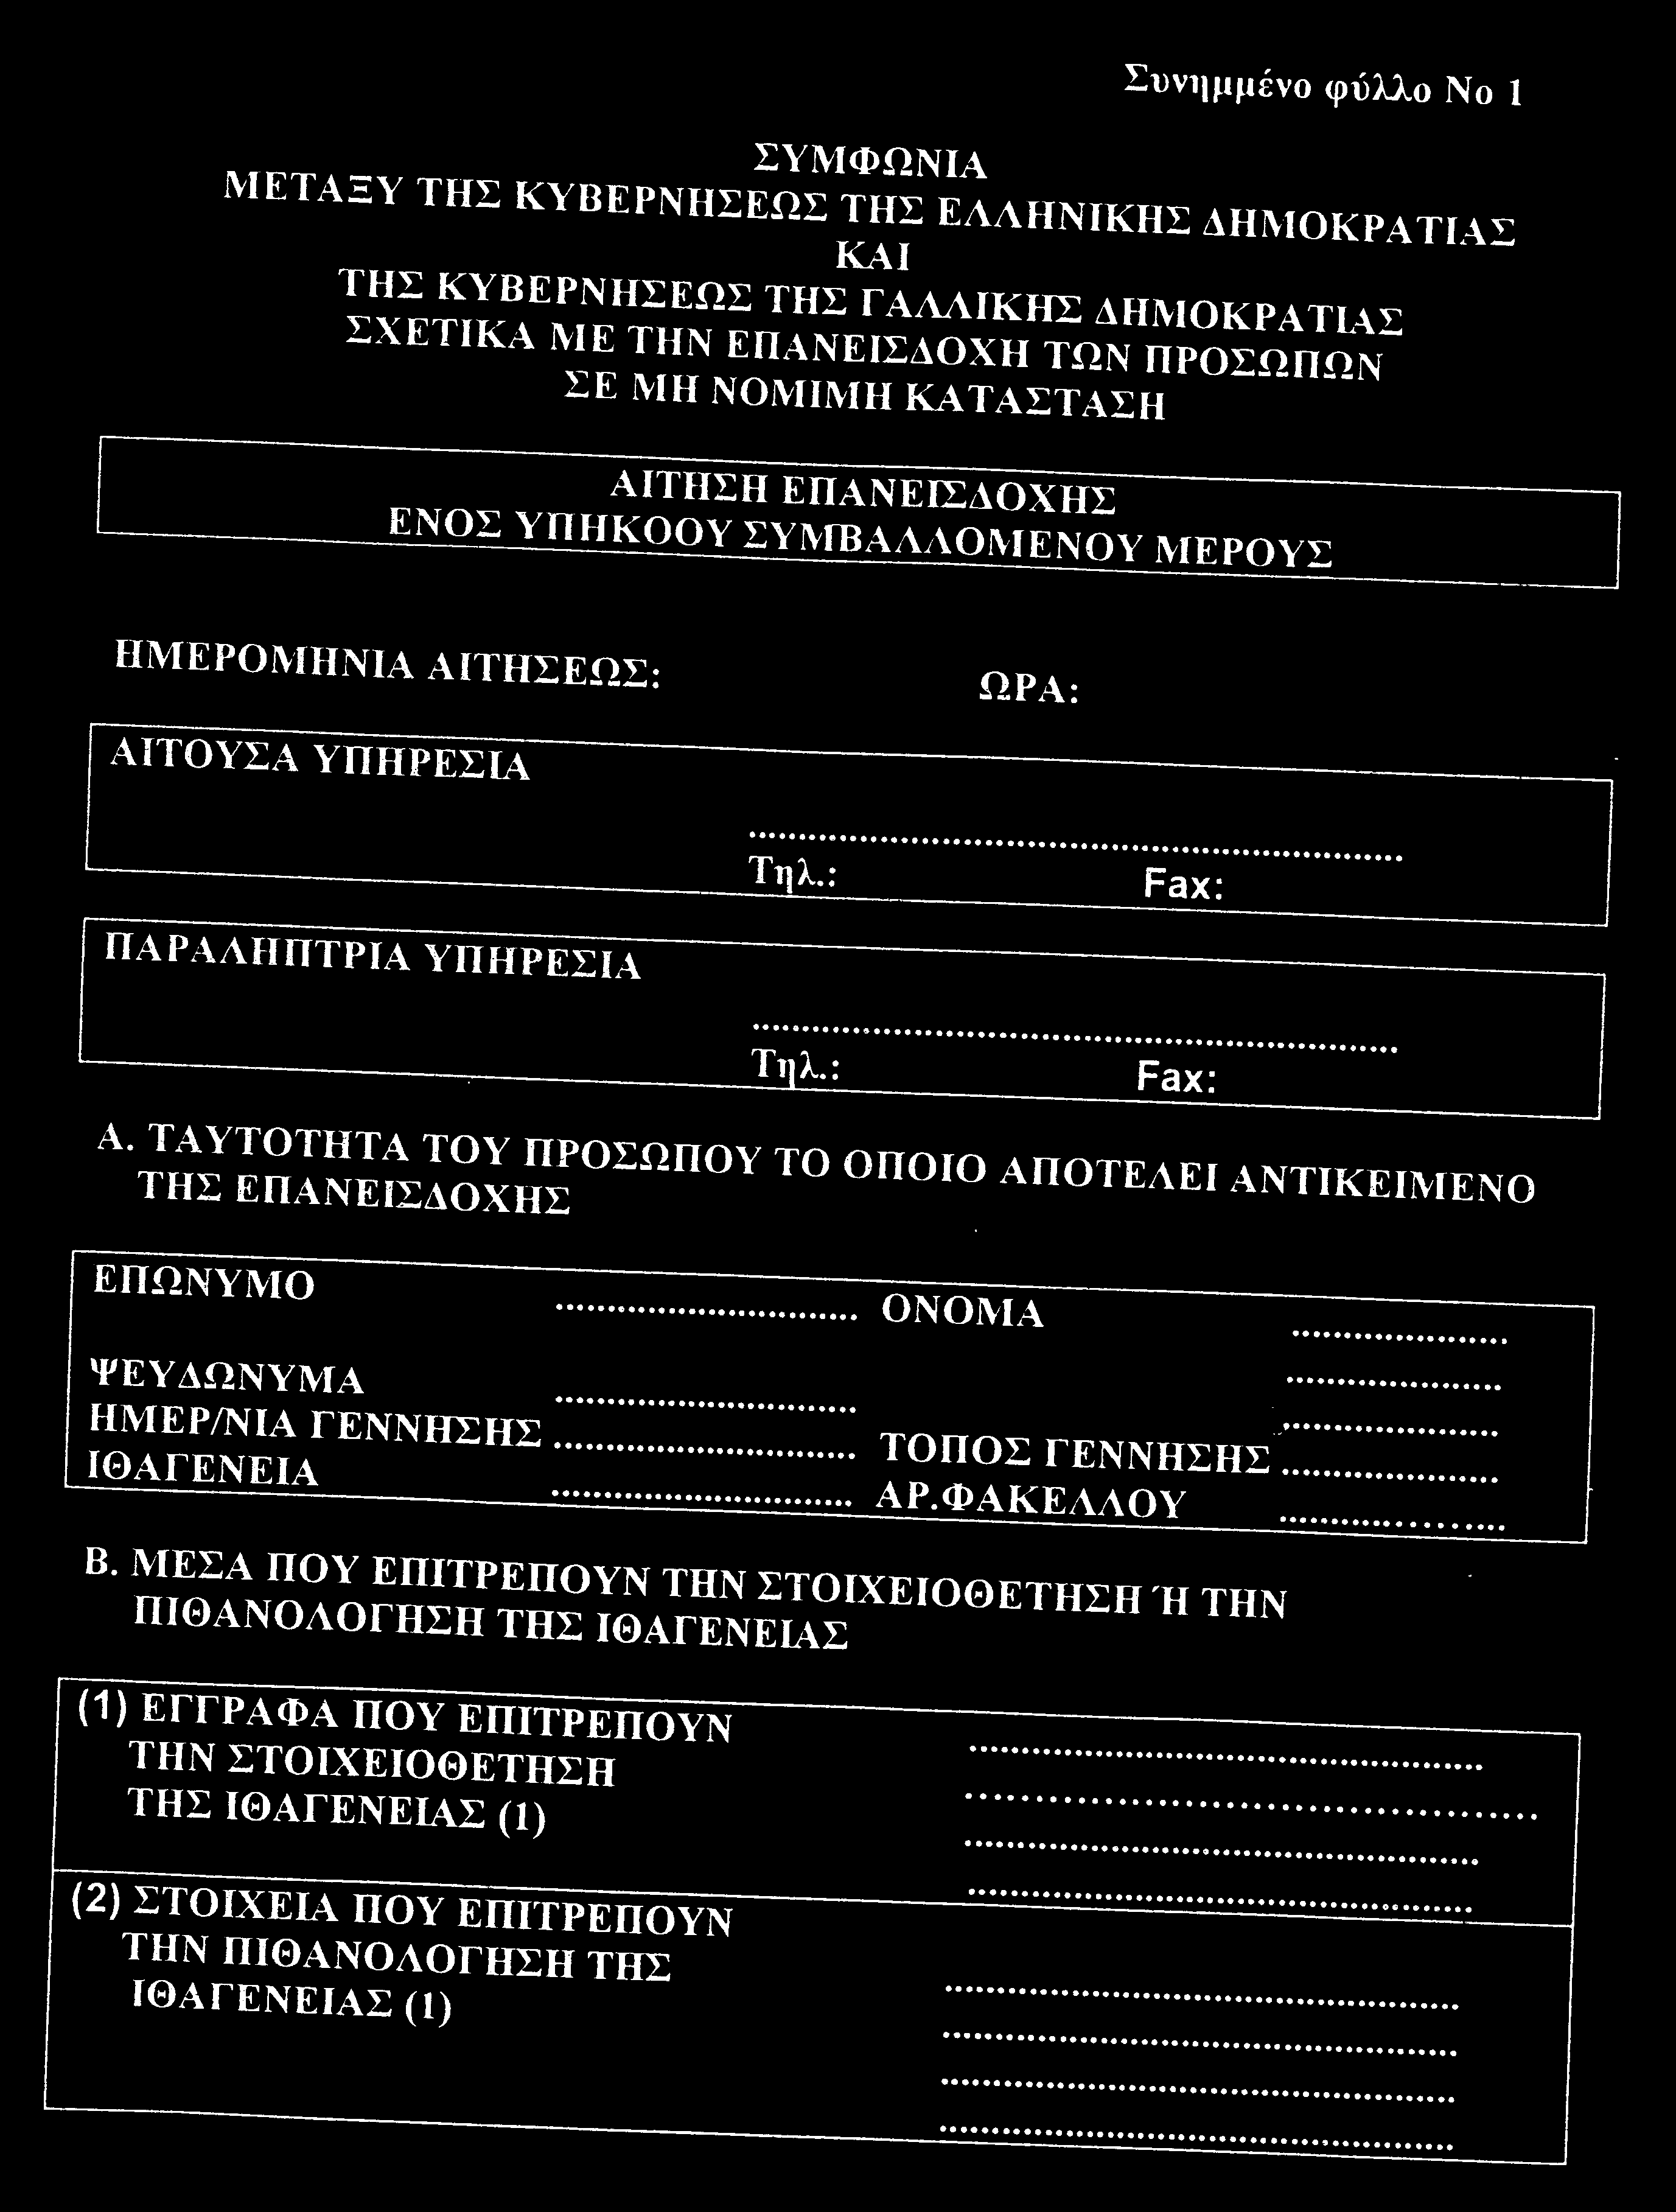 Συνημμένο φύλλο Νο 1
ΣΥΜΦΩΝΙΑ
ΜΕΤΑΞΥ ΤΗΣ ΚΥΒΕΡΝΗΣΕΩΣ ΤΗΣ ΕΛΛΗΝΙΚΗΣ ΔΗΜΟΚΡΑΤΙΑΣ
ΚΑΙ
ΤΗΣ ΚΥΒΕΡΝΗΣΕΩΣ ΤΗΣ ΓΑΛΛΙΚΗΣ ΔΗΜΟΚΡΑΤΙΑΣ
ΣΧΕΤΙΚΑ ΜΕ ΤΗΝ ΕΠΑΝΕΙΣΔΟΧΗ ΤΩΝ ΠΡΟΣΩΠΩΝ
ΣΕ ΜΗ ΝΟΜΙΜΗ ΚΑΤΑΣΤΑΣΗ
ΑΙΤΗΣΗ ΕΠΑΝΕΙΣΔΟΧΗΣ
ΕΝΟΣ ΥΠΗΚΟΟΥ ΣΥΜΒΑΛΛΟΜΕΝΟΥ ΜΕΡΟΥΣ
ΗΜΕΡΟΜΗΝΙΑ ΑΙΤΗΣΕΩΣ: ΩΡΑ:
ΑΙΤΟΥΣΑ ΥΠΗΡΕΣΙΑ
Τηλ.: Fax:
ΠΑΡΑΛΗΠΤΡΙΑ ΥΠΗΡΕΣΙΑ
Τηλ.: Fax:
Α. ΤΑΥΤΟΤΗΤΑ ΤΟΥ ΠΡΟΣΩΠΟΥ ΤΟ ΟΠΟΙΟ ΑΠΟΤΕΛΕΙ ΑΝΤΙΚΕΙΜΕΝΟ
ΤΗΣ ΕΠΑΝΕΙΣΔΟΧΗΣ
ΕΠΩΝΥΜΟ ............................. ΟΝΟΜΑ .....................
ΨΕΥΔΩΝΥΜΑ .............................
ΗΜΕΡ/ΝΙΑ ΓΕΝΝΗΣΗΣ ............................. ΤΟΠΟΣ ΓΕΝΝΗΣΗΣ .....................
ΙΘΑΓΕΝΕΙΑ ............................. ΑΡ.ΦΑΚΕΛΛΟΥ .....................
Β. ΜΕΣΑ ΠΟΥ ΕΠΙΤΡΕΠΟΥΝ ΤΗΝ ΣΤΟΙΧΕΙΟΘΕΤΗΣΗ Ή ΤΗΝ
ΠΙΘΑΝΟΛΟΓΗΣΗ ΤΗΣ ΙΘΑΓΕΝΕΙΑΣ
(1) ΕΓΓΡΑΦΑ ΠΟΥ ΕΠΙΤΡΕΠΟΥΝ
ΤΗΝ ΣΤΟΙΧΕΙΟΘΕΤΗΣΗ
ΤΗΣ ΙΘΑΓΕΝΕΙΑΣ (1)
(2) ΣΤΟΙΧΕΙΑ ΠΟΥ ΕΠΙΤΡΕΠΟΥΝ
ΤΗΝ ΠΙΘΑΝΟΛΟΓΗΣΗ ΤΗΣ
ΙΘΑΓΕΝΕΙΑΣ (1)